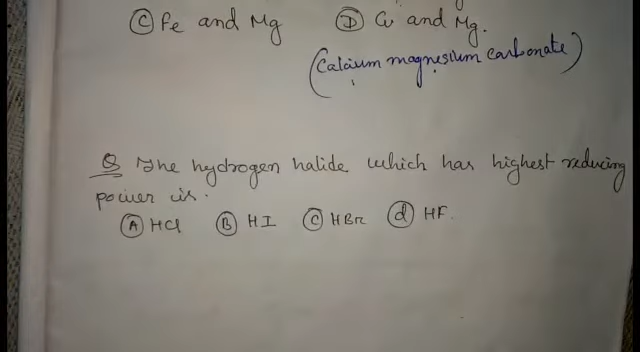 Ⓒ Fe and Mg Ⓓ Ca and Mg.
(Calcium magnesium carbonate)
Q The hydrogen halide which has highest reducing
power is.
Ⓐ HCl Ⓑ HI Ⓒ HBr ⓓ HF.